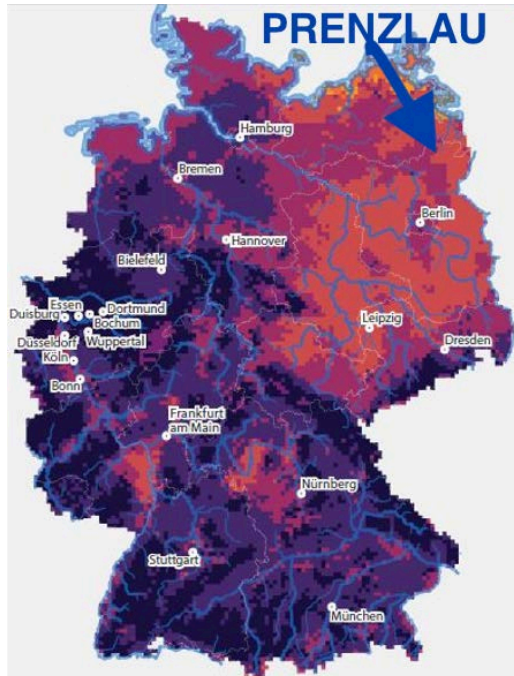 PRENZLAU
Hamburg
Bremen
Berlin
Hannover
Bielefeld
Essen
Dortmund
Duisburg
Bochum
Leipzig
Düsseldorf
Wuppertal
Dresden
Köln
Bonn
Frankfurt
am Main
Nürnberg
Stuttgart
München